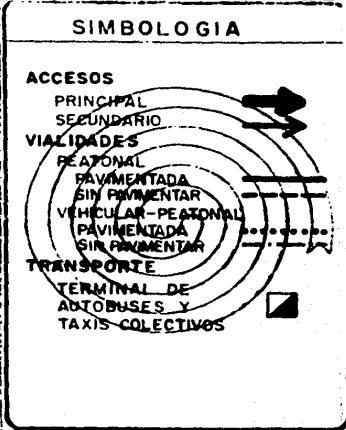 SIMBOLOGIA
ACCESOS
PRINCIPAL
SECUNDARIO
VIALIDADES
PEATONAL
PAVIMENTADA
SIN PAVIMENTAR
VEHICULAR-PEATONAL
PAVIMENTADA
SIN PAVIMENTAR
TRANSPORTE
TERMINAL DE
AUTOBUSES Y
TAXIS COLECTIVOS